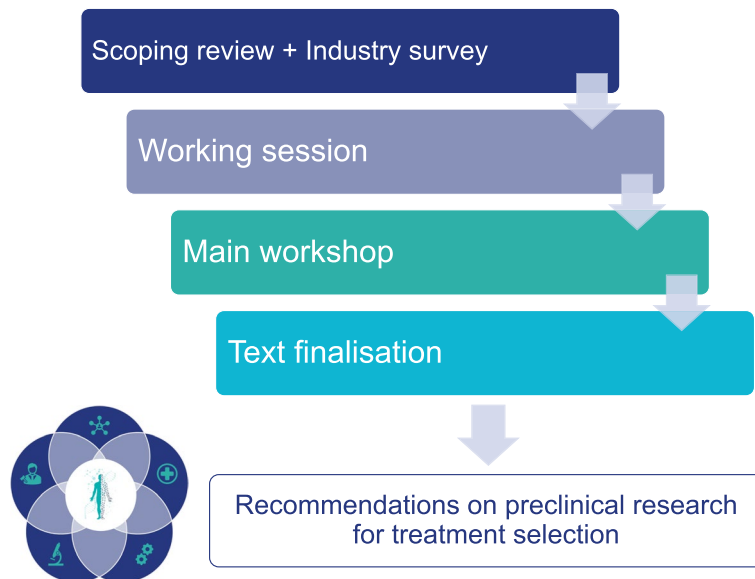 Scoping review + Industry survey
Working session
Main workshop
Text finalisation
Recommendations on preclinical research
for treatment selection